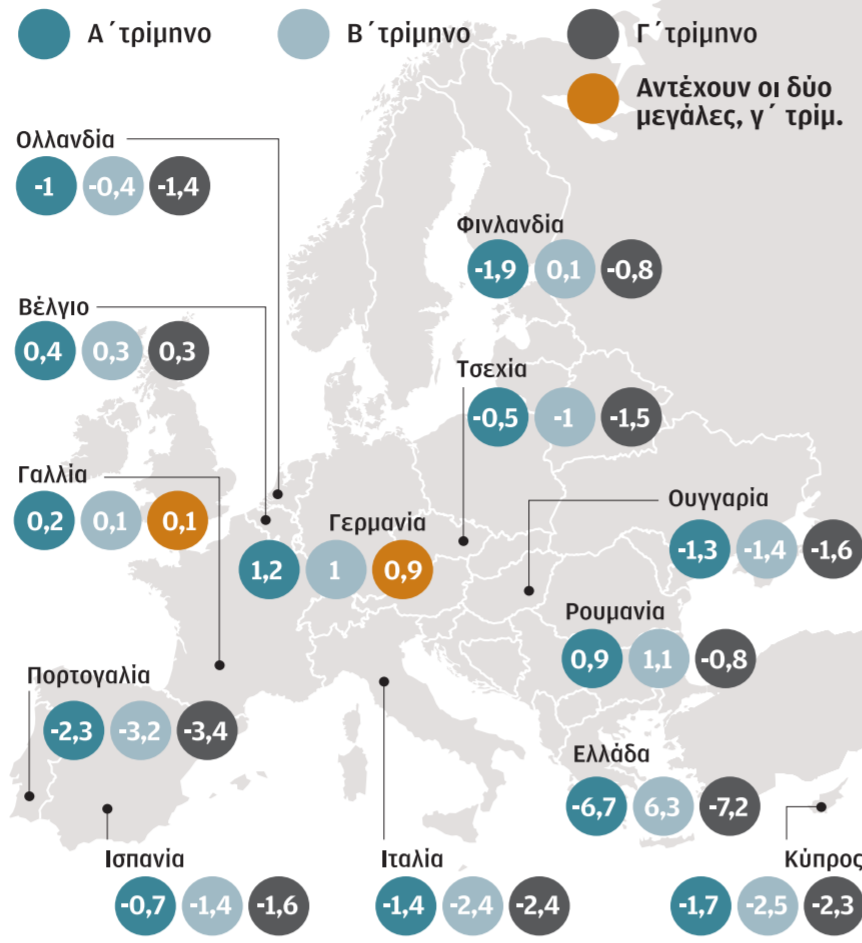 Α΄ τρίμηνο
Β΄ τρίμηνο
Γ΄ τρίμηνο
Αντέχουν οι δύο
μεγάλες, γ΄ τρίμ.
Ολλανδία
-1 -0,4 -1,4
Φινλανδία
-1,9 0,1 -0,8
Βέλγιο
0,4 0,3 0,3
Τσεχία
-0,5 -1 -1,5
Γαλλία
0,2 0,1 0,1
Γερμανία
1,2 1 0,9
Ουγγαρία
-1,3 -1,4 -1,6
Ρουμανία
0,9 1,1 -0,8
Πορτογαλία
-2,3 -3,2 -3,4
Ελλάδα
-6,7 6,3 -7,2
Ισπανία
-0,7 -1,4 -1,6
Ιταλία
-1,4 -2,4 -2,4
Κύπρος
-1,7 -2,5 -2,3